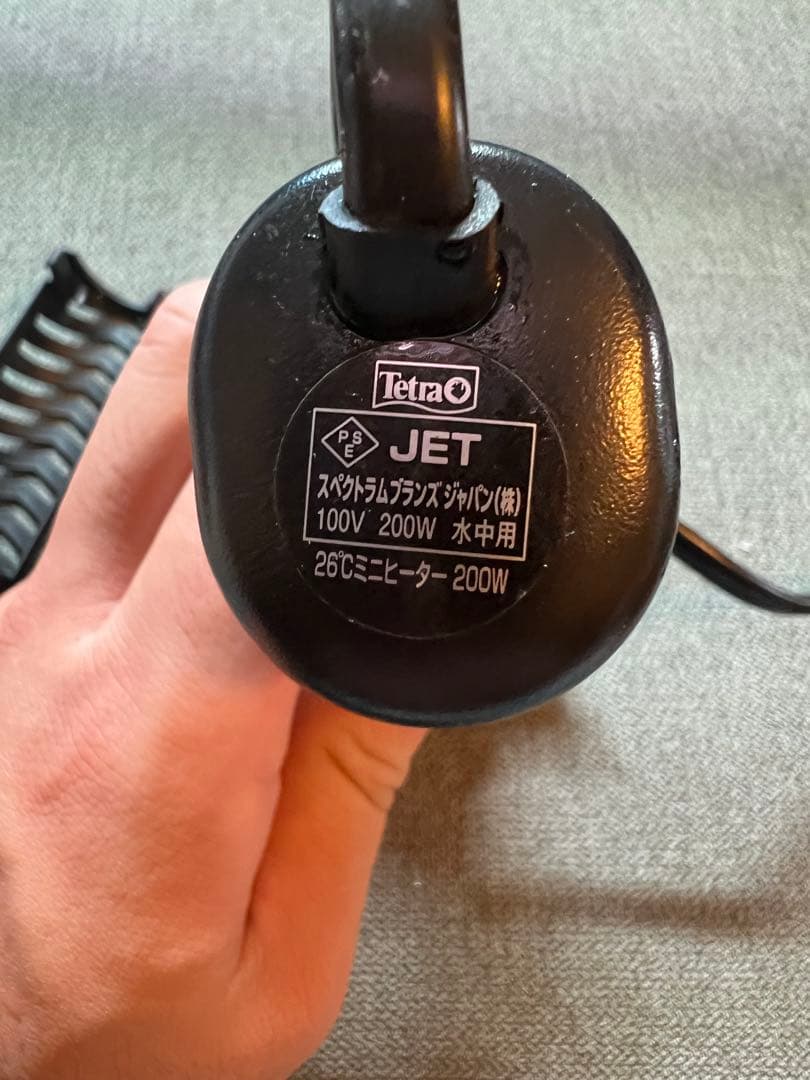 Tetra
PSE JET
スペクトラムブランズ ジャパン(株)
100V 200W 水中用
26℃ミニヒーター 200W